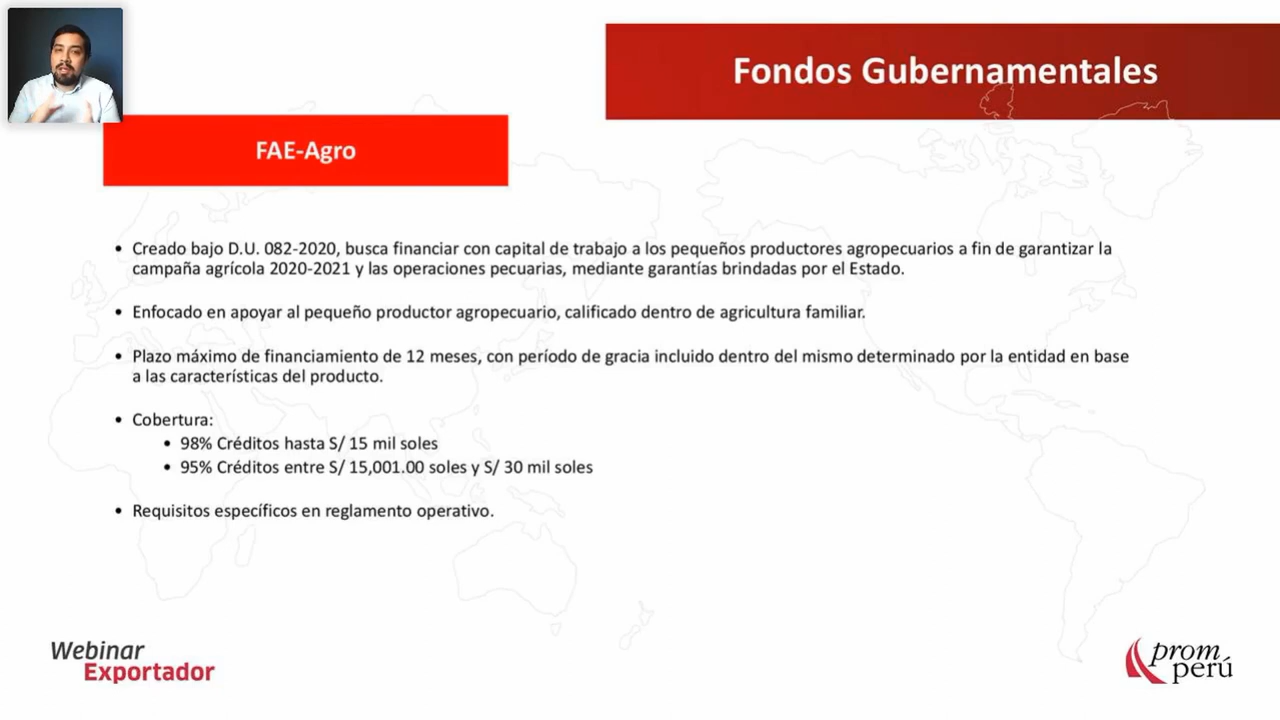 Fondos Gubernamentales
FAE-Agro
• Creado bajo D.U. 082-2020, busca financiar con capital de trabajo a los pequeños productores agropecuarios a fin de garantizar la
campaña agrícola 2020-2021 y las operaciones pecuarias, mediante garantías brindadas por el Estado.
• Enfocado en apoyar al pequeño productor agropecuario, calificado dentro de agricultura familiar.
• Plazo máximo de financiamiento de 12 meses, con período de gracia incluido dentro del mismo determinado por la entidad en base
a las características del producto.
• Cobertura:
• 98% Créditos hasta S/ 15 mil soles
• 95% Créditos entre S/ 15,001.00 soles y S/ 30 mil soles
• Requisitos específicos en reglamento operativo.
Webinar
Exportador
prom
perú